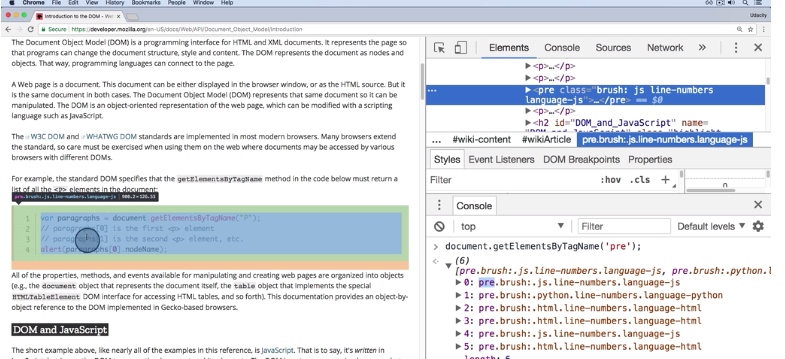 Chrome File Edit View History Bookmarks People Window Help
Introduction to the DOM - Web
Udacity
Secure | https://developer.mozilla.org/en-US/docs/Web/API/Document_Object_Model/Introduction
The Document Object Model (DOM) is a programming interface for HTML and XML documents. It represents the page so
that programs can change the document structure, style and content. The DOM represents the document as nodes and
objects. That way, programming languages can connect to the page.
A Web page is a document. This document can be either displayed in the browser window, or as the HTML source. But it
is the same document in both cases. The Document Object Model (DOM) represents that same document so it can be
manipulated. The DOM is an object-oriented representation of the web page, which can be modified with a scripting
language such as JavaScript.
The W3C DOM and WHATWG DOM standards are implemented in most modern browsers. Many browsers extend
the standard, so care must be exercised when using them on the web where documents may be accessed by various
browsers with different DOMs.
For example, the standard DOM specifies that the getElementsByTagName method in the code below must return a
list of all the <P> elements in the document:
pre.brush:.js.line-numbers.language-js
1 var paragraphs = document.getElementsByTagName("P");
2 // paragraphs[0] is the first <p> element
3 // paragraphs[1] is the second <p> element, etc.
4 alert(paragraphs[0].nodeName);
All of the properties, methods, and events available for manipulating and creating web pages are organized into objects
(e.g., the document object that represents the document itself, the table object that implements the special
HTMLTableElement DOM interface for accessing HTML tables, and so forth). This documentation provides an object-by-
object reference to the DOM implemented in Gecko-based browsers.
DOM and JavaScript
The short example above, like nearly all of the examples in this reference, is JavaScript. That is to say, it's written in
Elements Console Sources Network »
▶<p>…</p>
▶<p>…</p>
▶<pre class="brush: js line-numbers
language-js">…</pre> == $0
▶<p>…</p>
▶<h2 id="DOM_and_JavaScript" name=
"DOM_and_JavaScript" class="highlight
... #wiki-content #wikiArticle pre.brush:.js.line-numbers.language-js
Styles Event Listeners DOM Breakpoints Properties
Filter :hov .cls +
Console
top ▼ Filter Default levels ▼
> document.getElementsByTagName('pre');
(6)
[pre.brush:.js.line-numbers.language-js, pre.brush:.python.l
▶0: pre.brush:.js.line-numbers.language-js
▶1: pre.brush:.python.line-numbers.language-python
▶2: pre.brush:.html.line-numbers.language-html
▶3: pre.brush:.html.line-numbers.language-html
▶4: pre.brush:.js.line-numbers.language-js
▶5: pre.brush:.html.line-numbers.language-html
length: 6